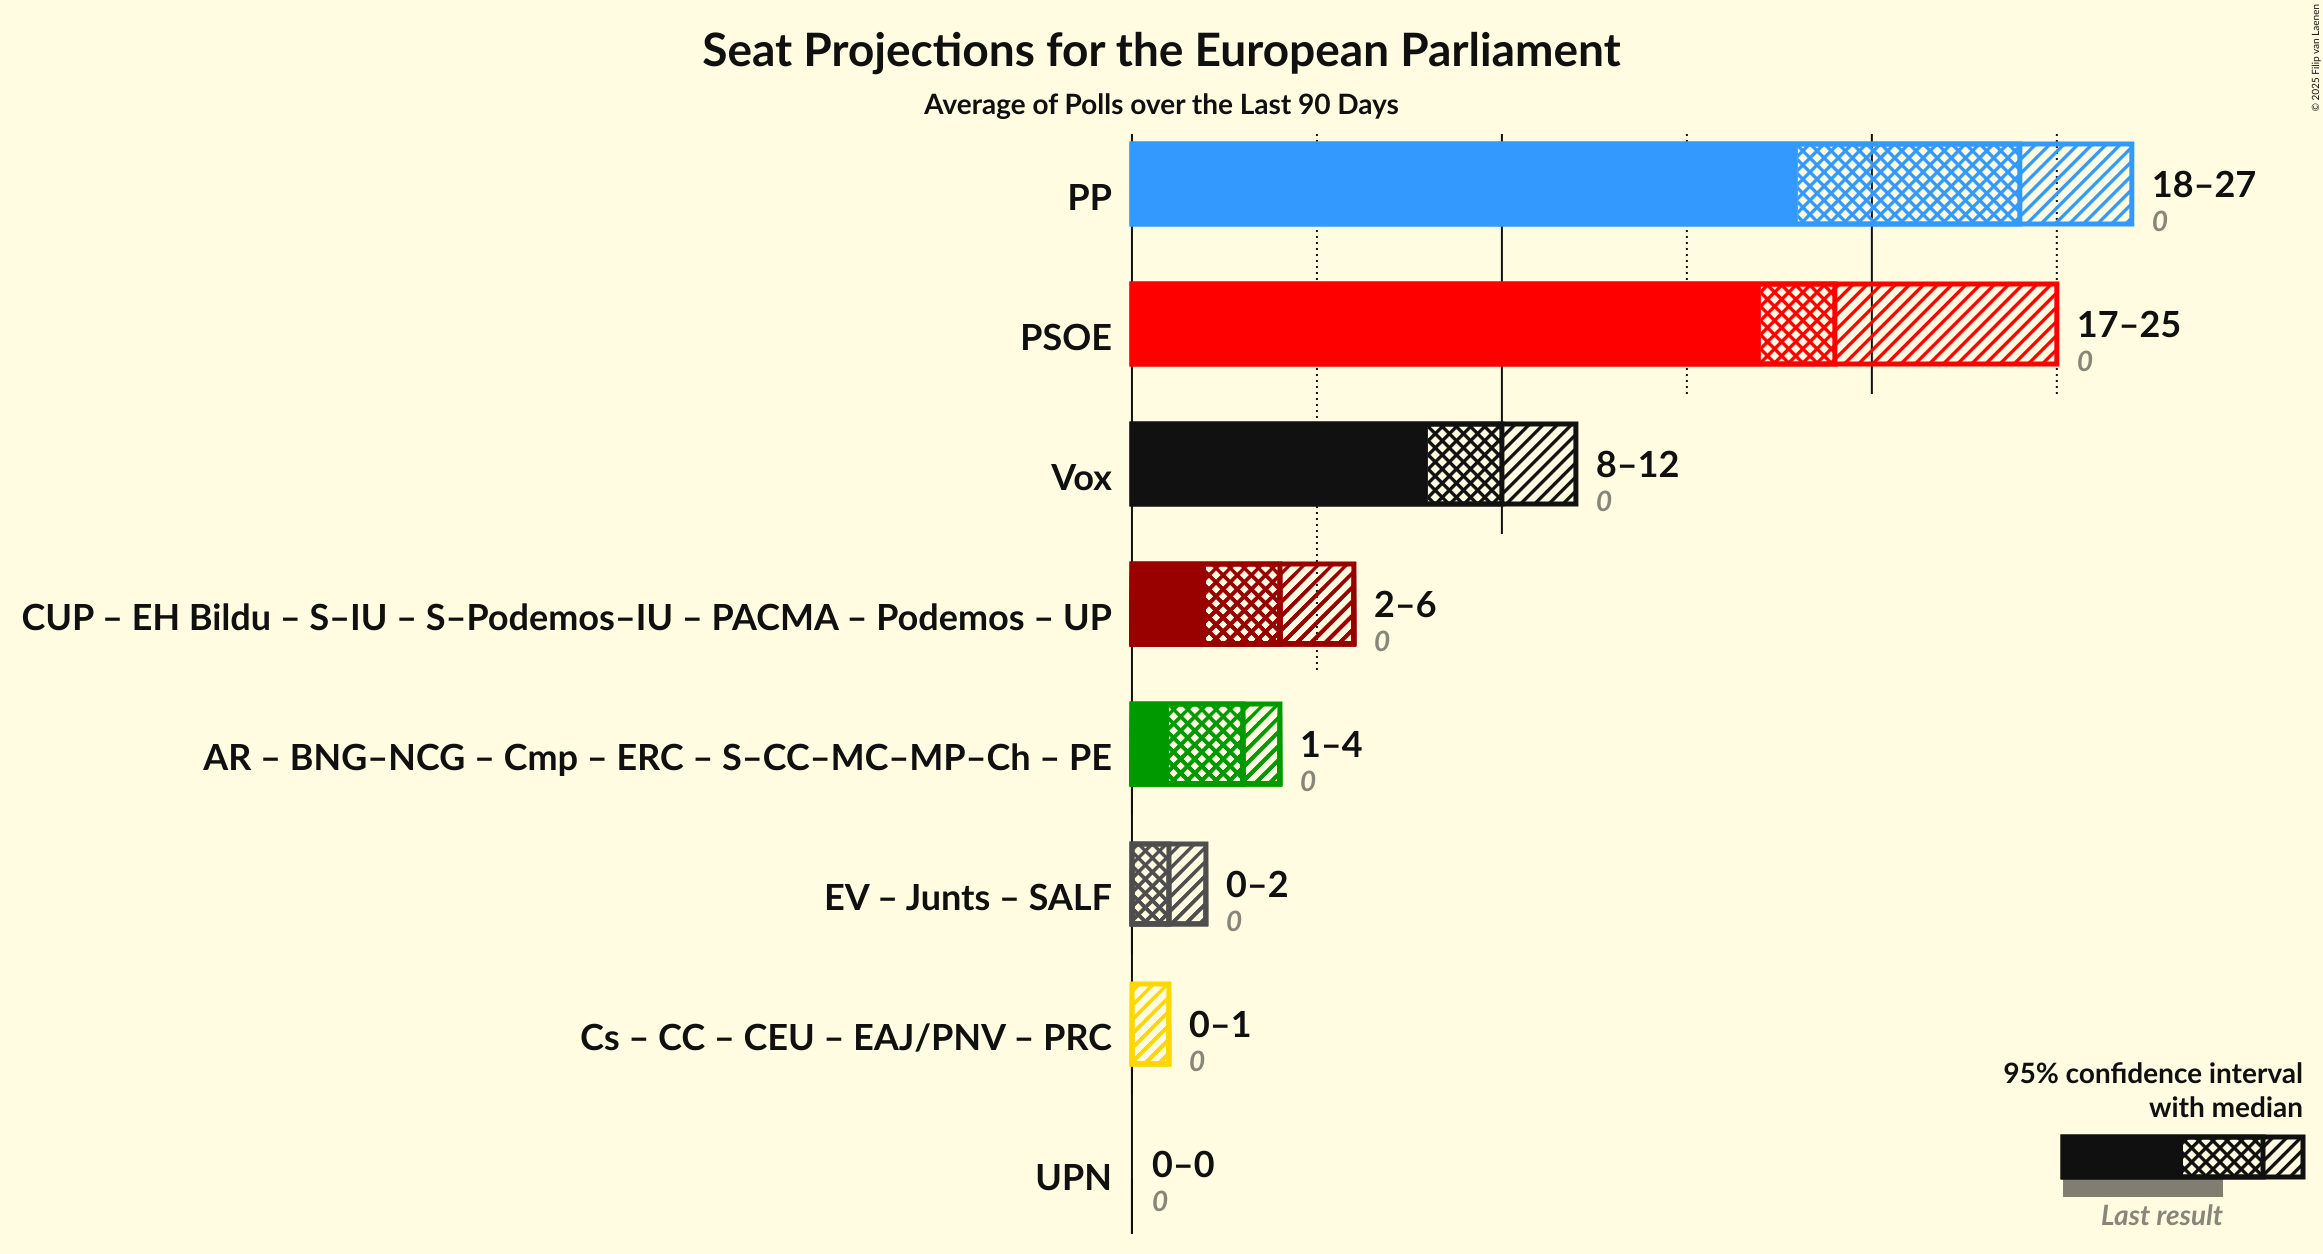 Seat Projections for the European Parliament
Average of Polls over the Last 90 Days
© 2025 Filip van Laenen
PP
18–27
0
PSOE
17–25
0
Vox
8–12
0
CUP – EH Bildu – S–IU – S–Podemos–IU – PACMA – Podemos – UP
2–6
0
AR – BNG–NCG – Cmp – ERC – S–CC–MC–MP–Ch – PE
1–4
0
EV – Junts – SALF
0–2
0
Cs – CC – CEU – EAJ/PNV – PRC
0–1
0
UPN
0–0
0
95% confidence interval
with median
Last result